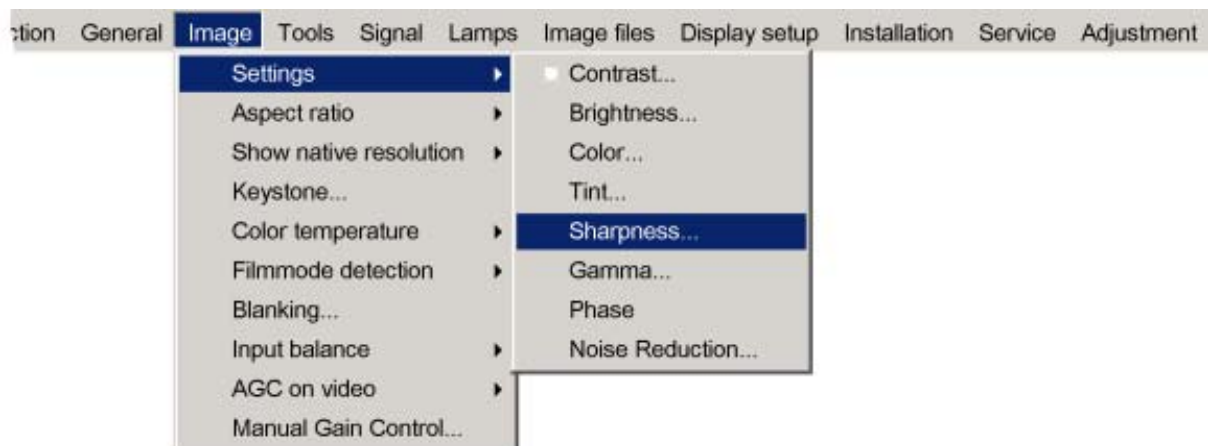 ction General Image Tools Signal Lamps Image files Display setup Installation Service Adjustment
Settings
Aspect ratio
Show native resolution
Keystone...
Color temperature
Filmmode detection
Blanking...
Input balance
AGC on video
Manual Gain Control...
Contrast...
Brightness...
Color...
Tint...
Sharpness...
Gamma...
Phase
Noise Reduction...